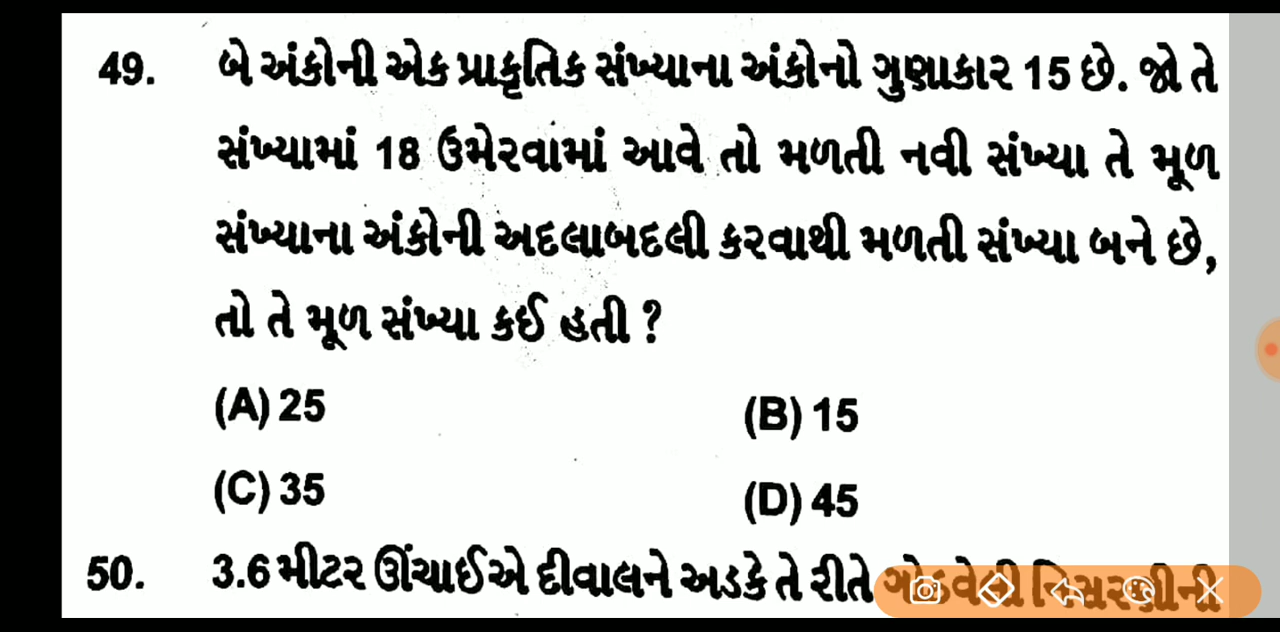 49. બે અંકોની એક પ્રાકૃતિક સંખ્યાના અંકોનો ગુણાકાર 15 છે. જો તે
સંખ્યામાં 18 ઉમેરવામાં આવે તો મળતી નવી સંખ્યા તે મૂળ
સંખ્યાના અંકોની અદલાબદલી કરવાથી મળતી સંખ્યા બને છે,
તો તે મૂળ સંખ્યા કઈ હતી ?
(A) 25 (B) 15
(C) 35 (D) 45
50. 3.6 મીટર ઊંચાઈએ દીવાલને અડકે તે રીતે